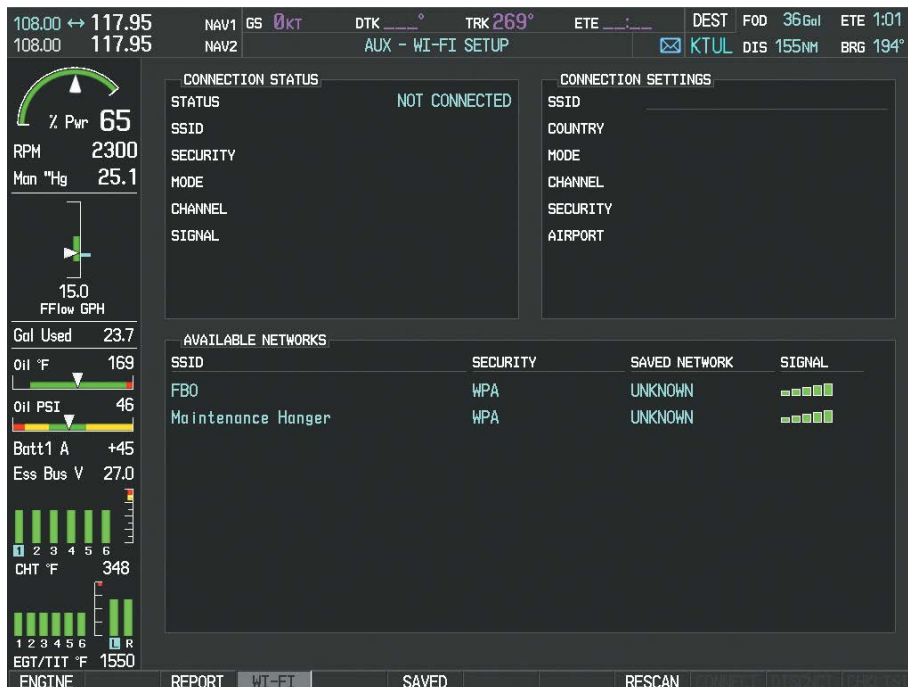 108.00 ↔ 117.95 NAV1 GS 0KT DTK ___° TRK 269° ETE __:__ DEST FOD 36Gal ETE 1:01
108.00 117.95 NAV2 AUX - WI-FI SETUP KTUL DIS 155NM BRG 194°
% Pwr 65
RPM 2300
Man "Hg 25.1
15.0
FFlow GPH
Gal Used 23.7
Oil °F 169
Oil PSI 46
Batt1 A +45
Ess Bus V 27.0
1 2 3 4 5 6
CHT °F 348
1 2 3 4 5 6 L R
EGT/TIT °F 1550
CONNECTION STATUS
STATUS NOT CONNECTED
SSID
SECURITY
MODE
CHANNEL
SIGNAL
CONNECTION SETTINGS
SSID
COUNTRY
MODE
CHANNEL
SECURITY
AIRPORT
AVAILABLE NETWORKS
SSID SECURITY SAVED NETWORK SIGNAL
FBO WPA UNKNOWN
Maintenance Hanger WPA UNKNOWN
ENGINE REPORT WI-FI SAVED RESCAN CONNECT